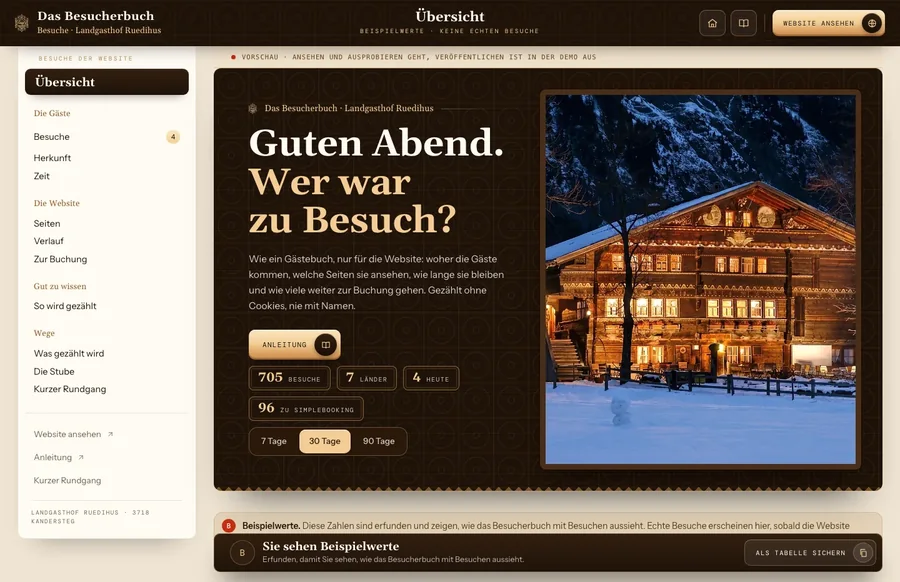 Das Besucherbuch
Besuche · Landgasthof Ruedihus
Übersicht
BEISPIELWERTE · KEINE ECHTEN BESUCHE
WEBSITE ANSEHEN
BESUCHE DER WEBSITE
Übersicht
Die Gäste
Besuche 4
Herkunft
Zeit
Die Website
Seiten
Verlauf
Zur Buchung
Gut zu wissen
So wird gezählt
Wege
Was gezählt wird
Die Stube
Kurzer Rundgang
Website ansehen ↗
Anleitung ↗
Kurzer Rundgang
LANDGASTHOF RUEDIHUS · 3718
KANDERSTEG
VORSCHAU · ANSEHEN UND AUSPROBIEREN GEHT, VERÖFFENTLICHEN IST IN DER DEMO AUS
Das Besucherbuch · Landgasthof Ruedihus
Guten Abend.
Wer war
zu Besuch?
Wie ein Gästebuch, nur für die Website: woher die Gäste
kommen, welche Seiten sie ansehen, wie lange sie bleiben
und wie viele weiter zur Buchung gehen. Gezählt ohne
Cookies, nie mit Namen.
ANLEITUNG
705 BESUCHE 7 LÄNDER 4 HEUTE
96 ZU SIMPLEBOOKING
7 Tage 30 Tage 90 Tage
B Beispielwerte. Diese Zahlen sind erfunden und zeigen, wie das Besucherbuch mit Besuchen aussieht. Echte Besuche erscheinen hier, sobald die Website
B Sie sehen Beispielwerte
Erfunden, damit Sie sehen, wie das Besucherbuch mit Besuchen aussieht.
ALS TABELLE SICHERN